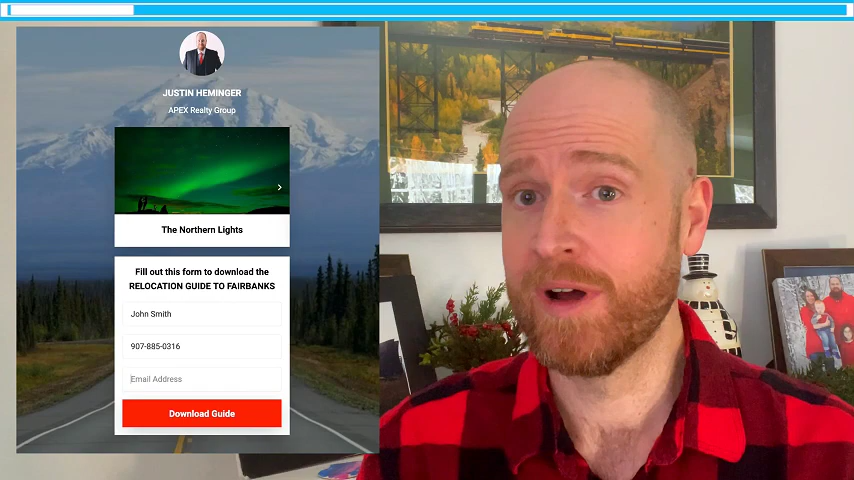 JUSTIN HEMINGER
APEX Realty Group
The Northern Lights
Fill out this form to download the
RELOCATION GUIDE TO FAIRBANKS
John Smith
907-885-0316
Email Address
Download Guide